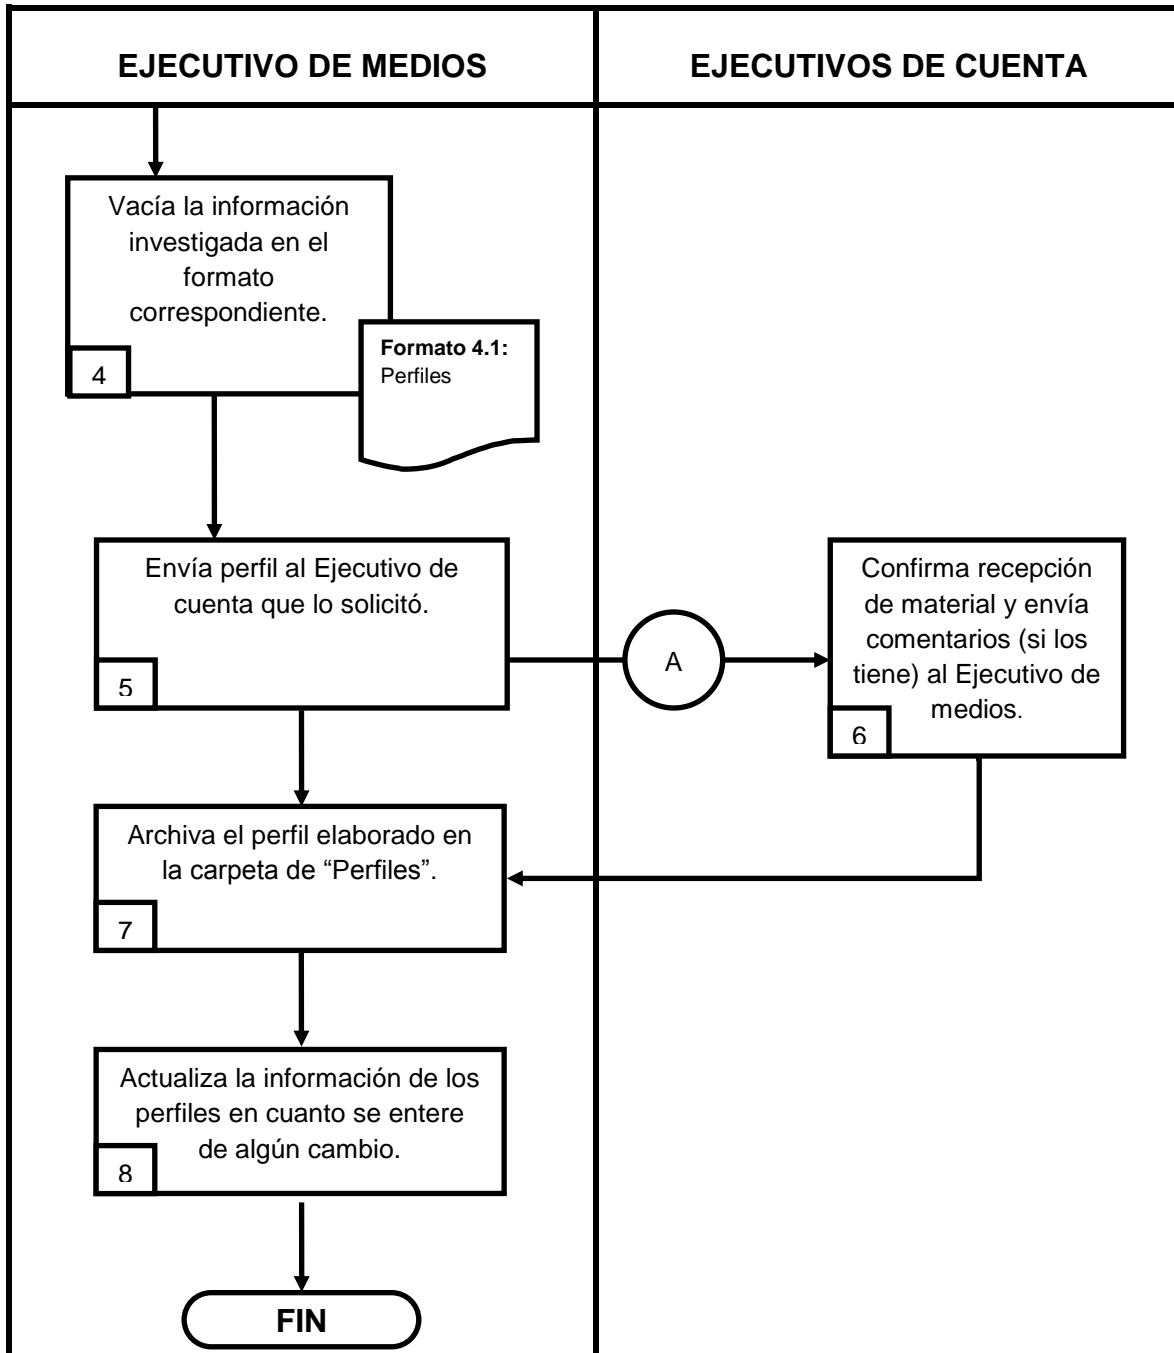 EJECUTIVO DE MEDIOS
EJECUTIVOS DE CUENTA
Vacía la información
investigada en el
formato
correspondiente.
4
Formato 4.1:
Perfiles
Envía perfil al Ejecutivo de
cuenta que lo solicitó.
5
A
Confirma recepción
de material y envía
comentarios (si los
tiene) al Ejecutivo de
medios.
6
Archiva el perfil elaborado en
la carpeta de “Perfiles”.
7
Actualiza la información de los
perfiles en cuanto se entere
de algún cambio.
8
FIN